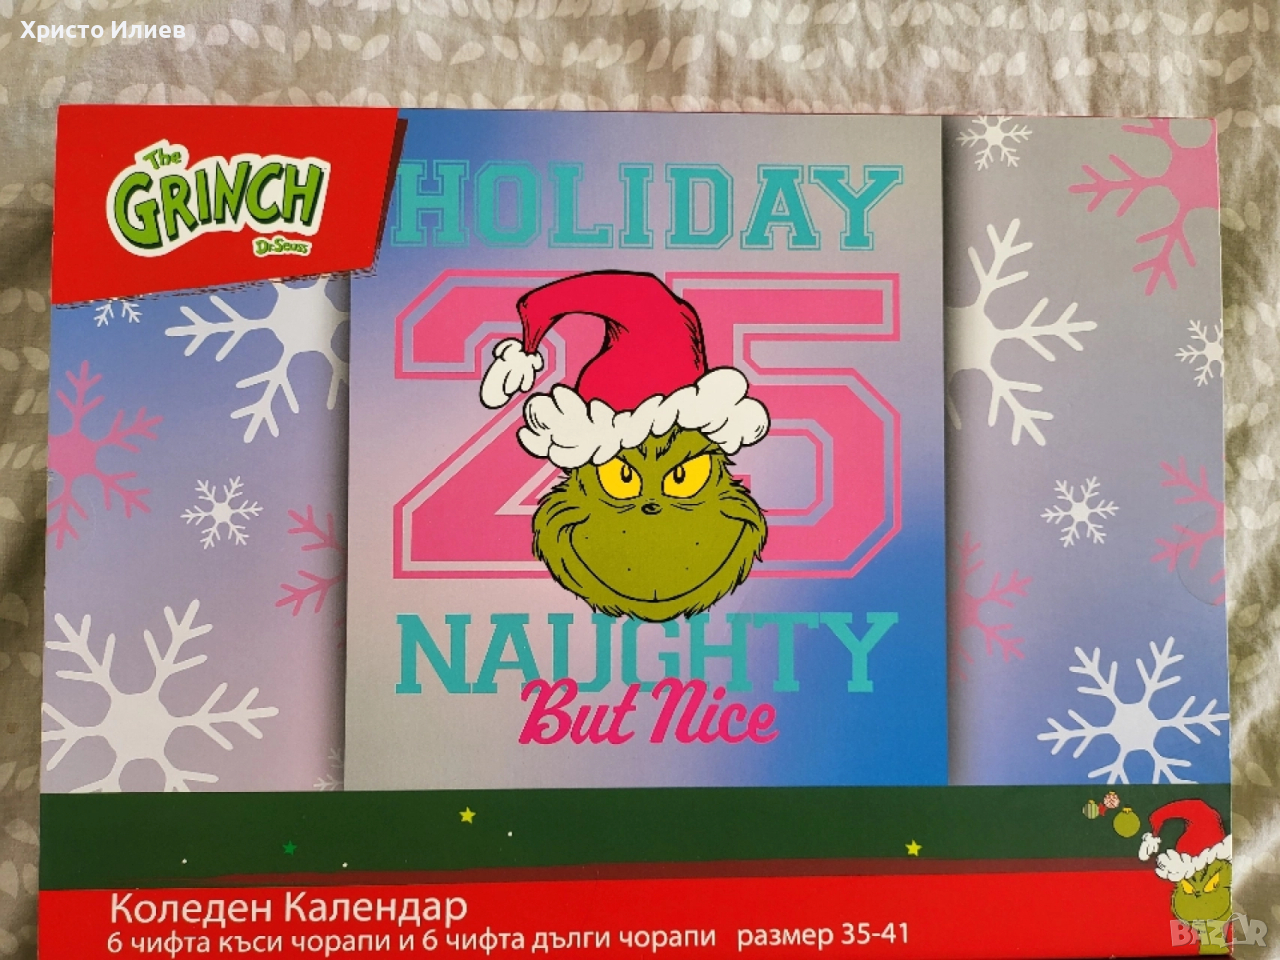 Христо Илиев
The
GRINCH
Dr. Seuss
HOLIDAY
25
NAUGHTY
But Nice
Коледен Календар
6 чифта къси чорапи и 6 чифта дълги чорапи размер 35-41
BAZAR